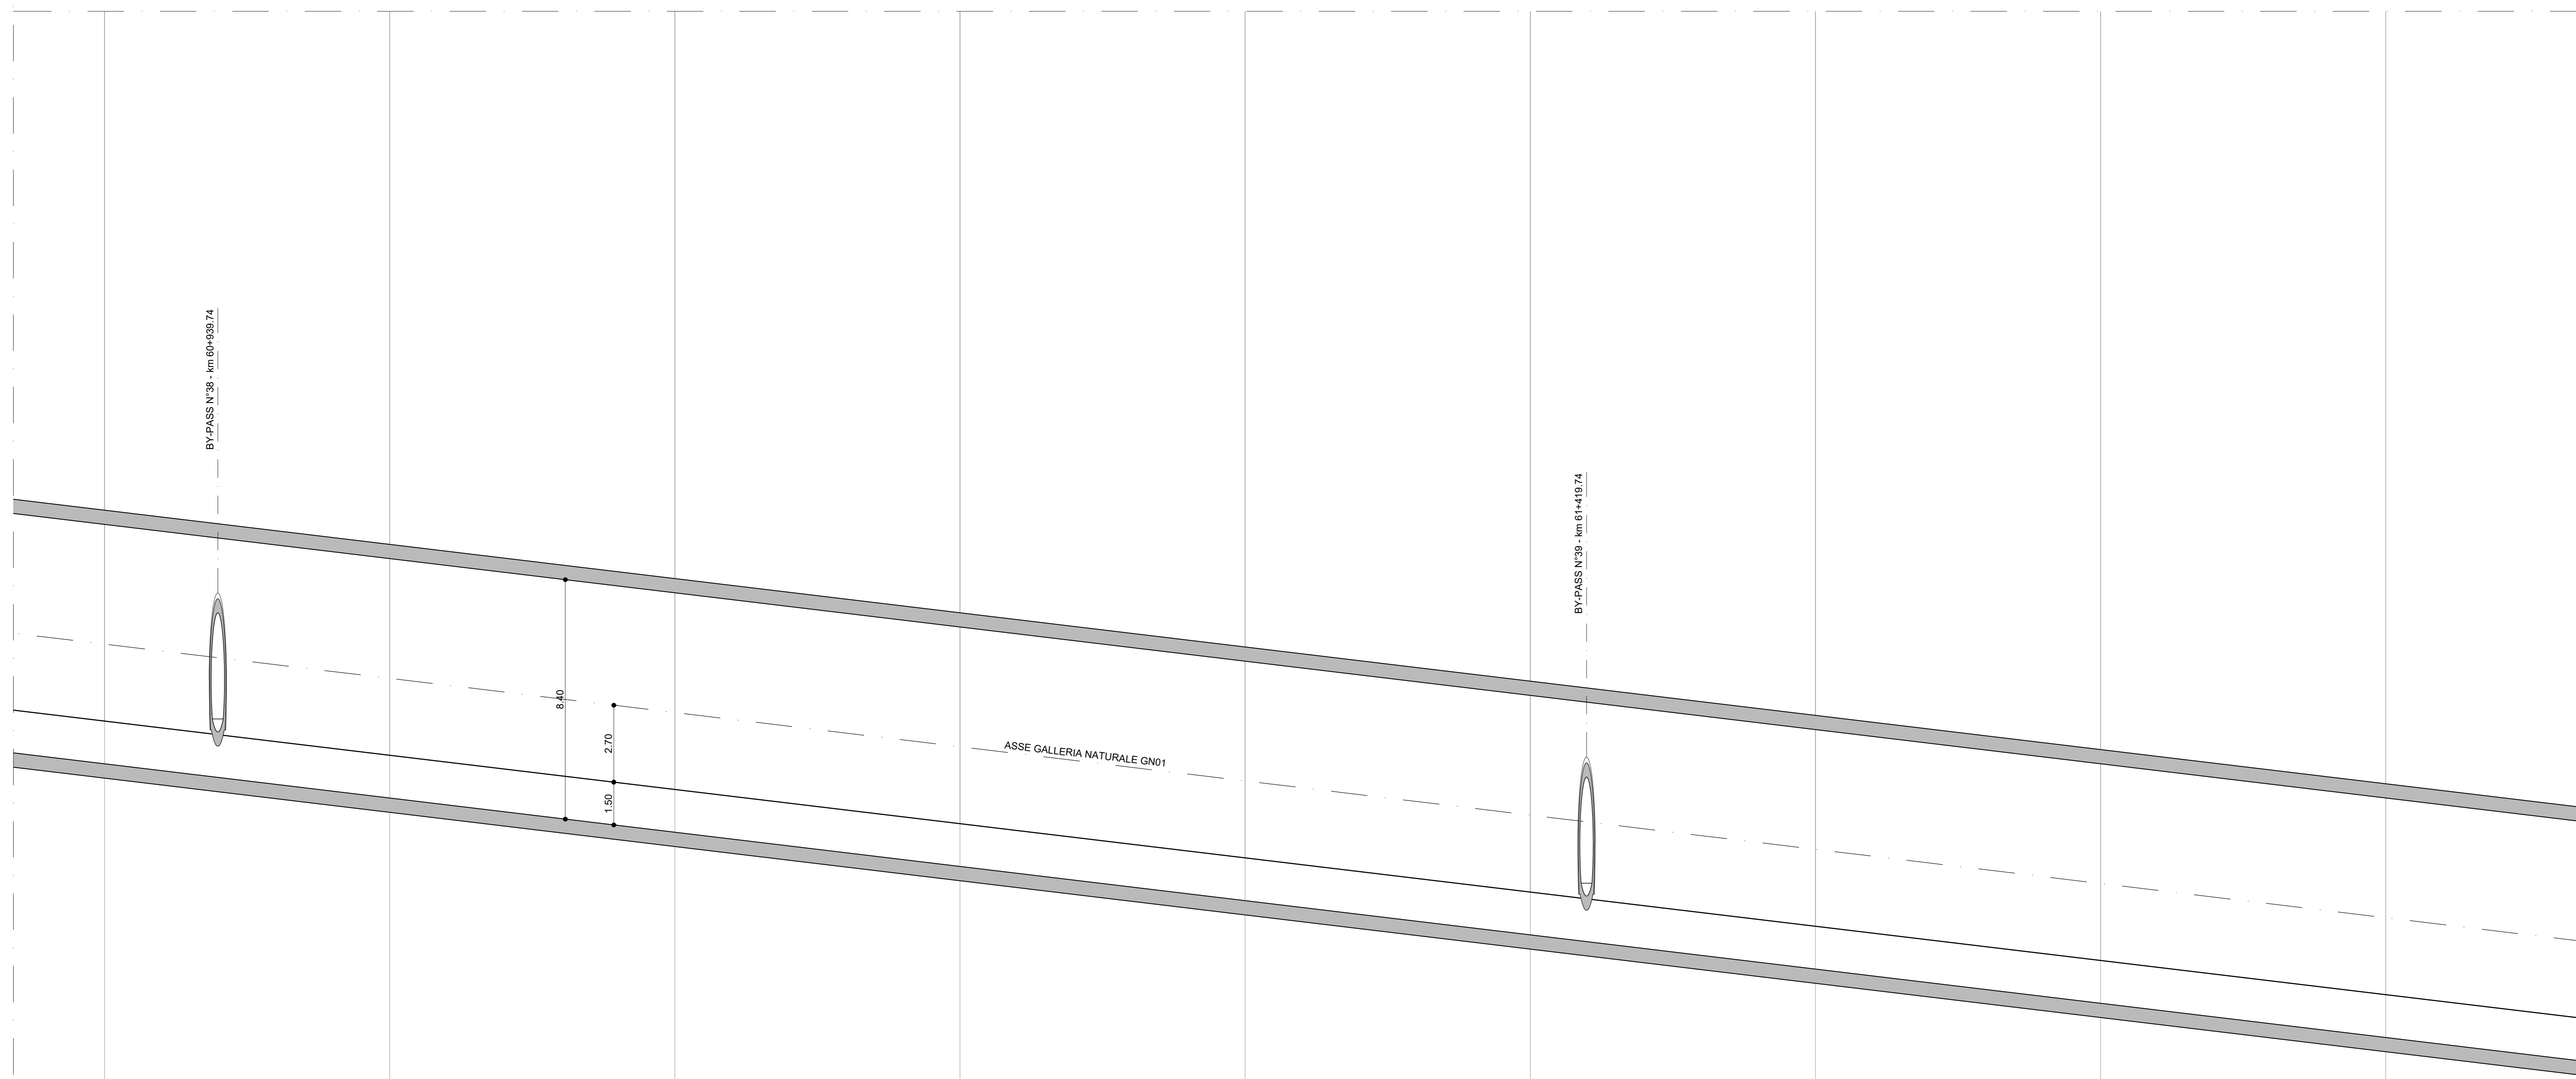 BY-PASS N°38 - km 60+939.74
8.40
2.70
1.50
ASSE GALLERIA NATURALE GN01
BY-PASS N°39 - km 61+419.74